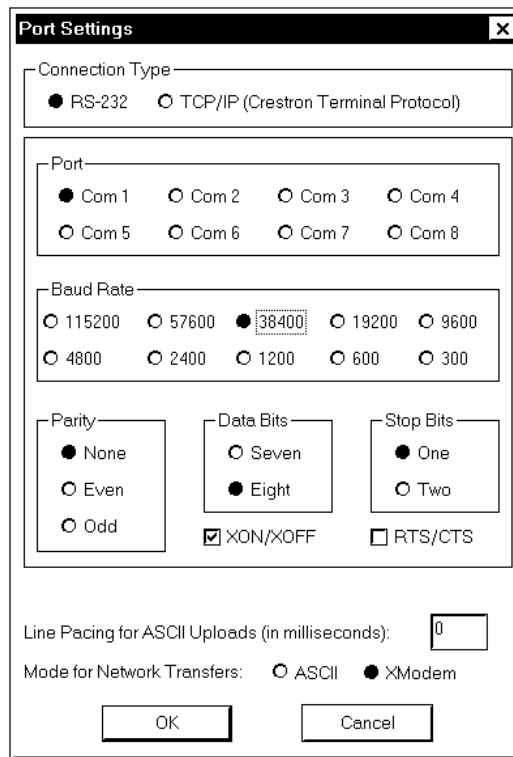 Port Settings
Connection Type
RS-232 TCP/IP (Crestron Terminal Protocol)
Port
Com 1 Com 2 Com 3 Com 4
Com 5 Com 6 Com 7 Com 8
Baud Rate
115200 57600 38400 19200 9600
4800 2400 1200 600 300
Parity
None
Even
Odd
Data Bits
Seven
Eight
Stop Bits
One
Two
XON/XOFF RTS/CTS
Line Pacing for ASCII Uploads (in milliseconds): 0
Mode for Network Transfers: ASCII XModem
OK Cancel